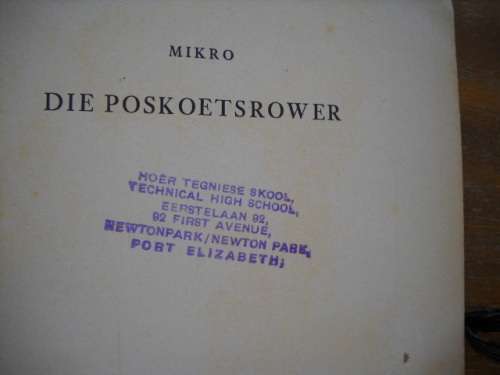 MIKRO
DIE POSKOETSROWER
HOËR TEGNIESE SKOOL,
TECHNICAL HIGH SCHOOL,
EERSTELAAN 92,
92 FIRST AVENUE,
NEWTONPARK/NEWTON PARK,
PORT ELIZABETH;